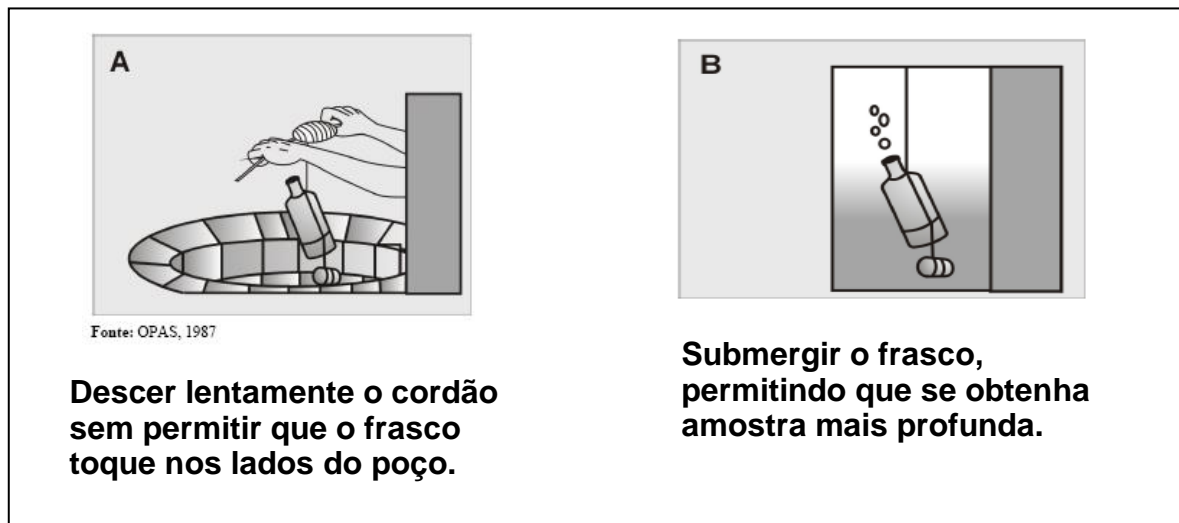 A
Fonte: OPAS, 1987
Descer lentamente o cordão
sem permitir que o frasco
toque nos lados do poço.
B
Submergir o frasco,
permitindo que se obtenha
amostra mais profunda.